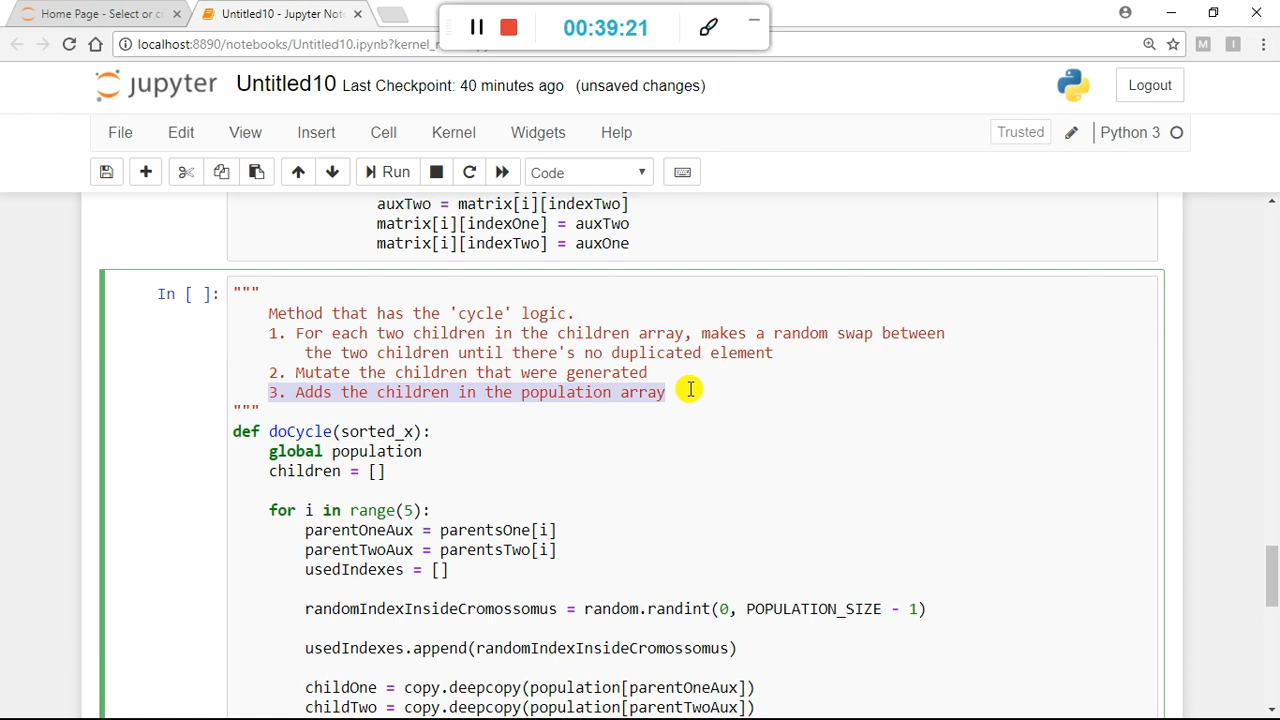 Home Page - Select or c
Untitled10 - Jupyter Not
00:39:21
localhost:8890/notebooks/Untitled10.ipynb?kernel_
jupyter Untitled10 Last Checkpoint: 40 minutes ago (unsaved changes)
Logout
File Edit View Insert Cell Kernel Widgets Help
Trusted
Python 3
Run
Code
auxTwo = matrix[i][indexTwo]
matrix[i][indexOne] = auxTwo
matrix[i][indexTwo] = auxOne
In [ ]: """
Method that has the 'cycle' logic.
1. For each two children in the children array, makes a random swap between
the two children until there's no duplicated element
2. Mutate the children that were generated
3. Adds the children in the population array
"""
def doCycle(sorted_x):
global population
children = []
for i in range(5):
parentOneAux = parentsOne[i]
parentTwoAux = parentsTwo[i]
usedIndexes = []
randomIndexInsideCromossomus = random.randint(0, POPULATION_SIZE - 1)
usedIndexes.append(randomIndexInsideCromossomus)
childOne = copy.deepcopy(population[parentOneAux])
childTwo = copy.deepcopy(population[parentTwoAux])